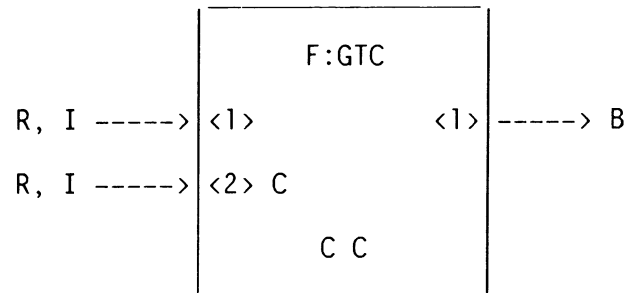 F:GTC
R, I -----> <1> <1> -----> B
R, I -----> <2> C
C C